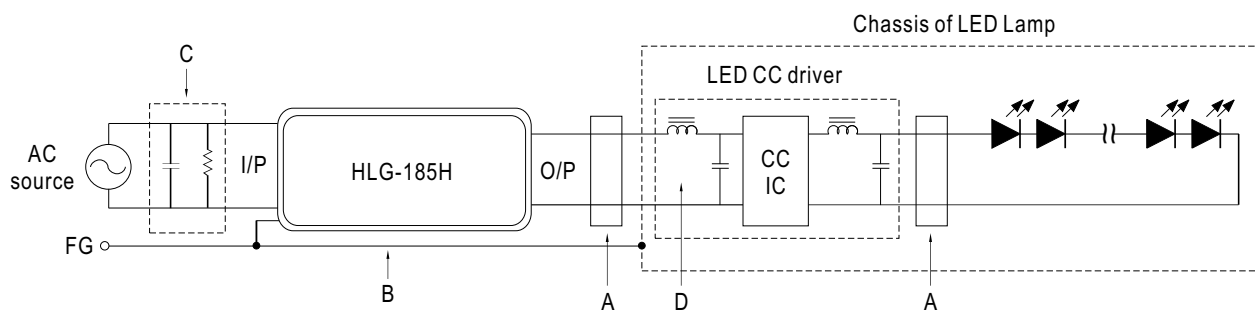 Chassis of LED Lamp
C
LED CC driver
AC
source
I/P
HLG-185H
O/P
CC
IC
FG
B
A
D
A